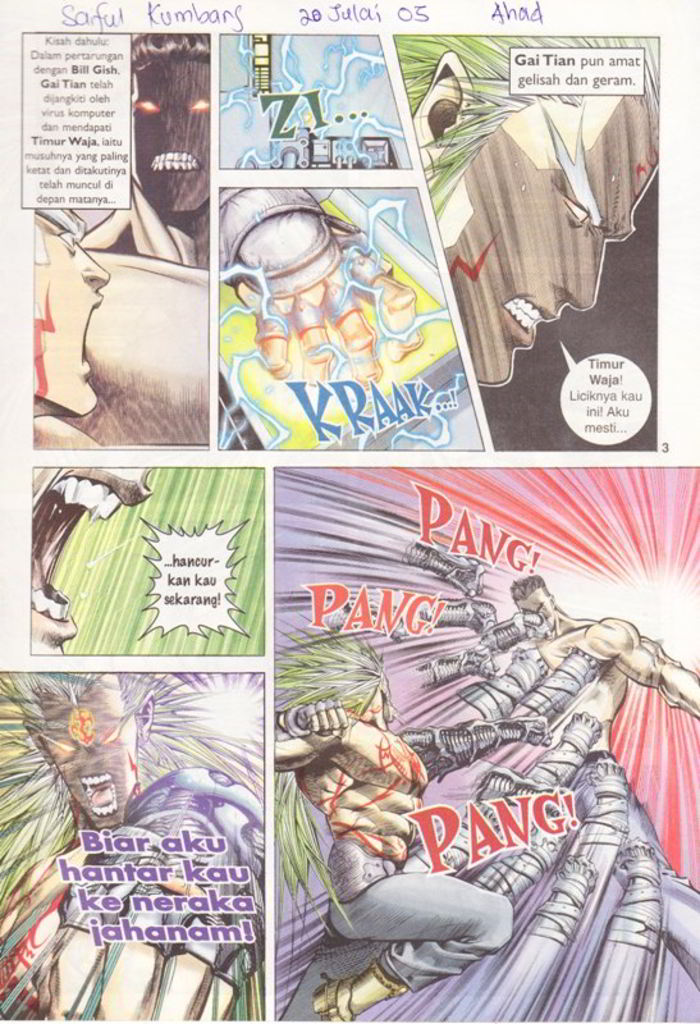 Saiful Kumbang 20 Julai 05 Ahad
Kisah dahulu:
Dalam pertarungan
dengan Bill Gish,
Gai Tian telah
dijangkiti oleh
virus komputer
dan mendapati
Timur Waja, iaitu
musuhnya yang paling
ketat dan ditakutinya
telah muncul di
depan matanya...
ZI...
KRAAK...!
Gai Tian pun amat
gelisah dan geram.
Timur
Waja!
Liciknya kau
ini! Aku
mesti...
3
...hancur-
kan kau
sekarang!
Biar aku
hantar kau
ke neraka
jahanam!
PANG!
PANG!
PANG!